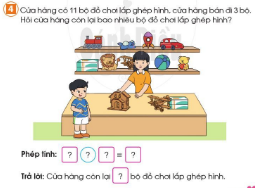 4 Cửa hàng có 11 bộ đồ chơi lắp ghép hình, cửa hàng bán đi 3 bộ.
Hỏi cửa hàng còn lại bao nhiêu bộ đồ chơi lắp ghép hình?
Phép tính: ? ? ? = ?
Trả lời: Cửa hàng còn lại ? bộ đồ chơi lắp ghép hình.